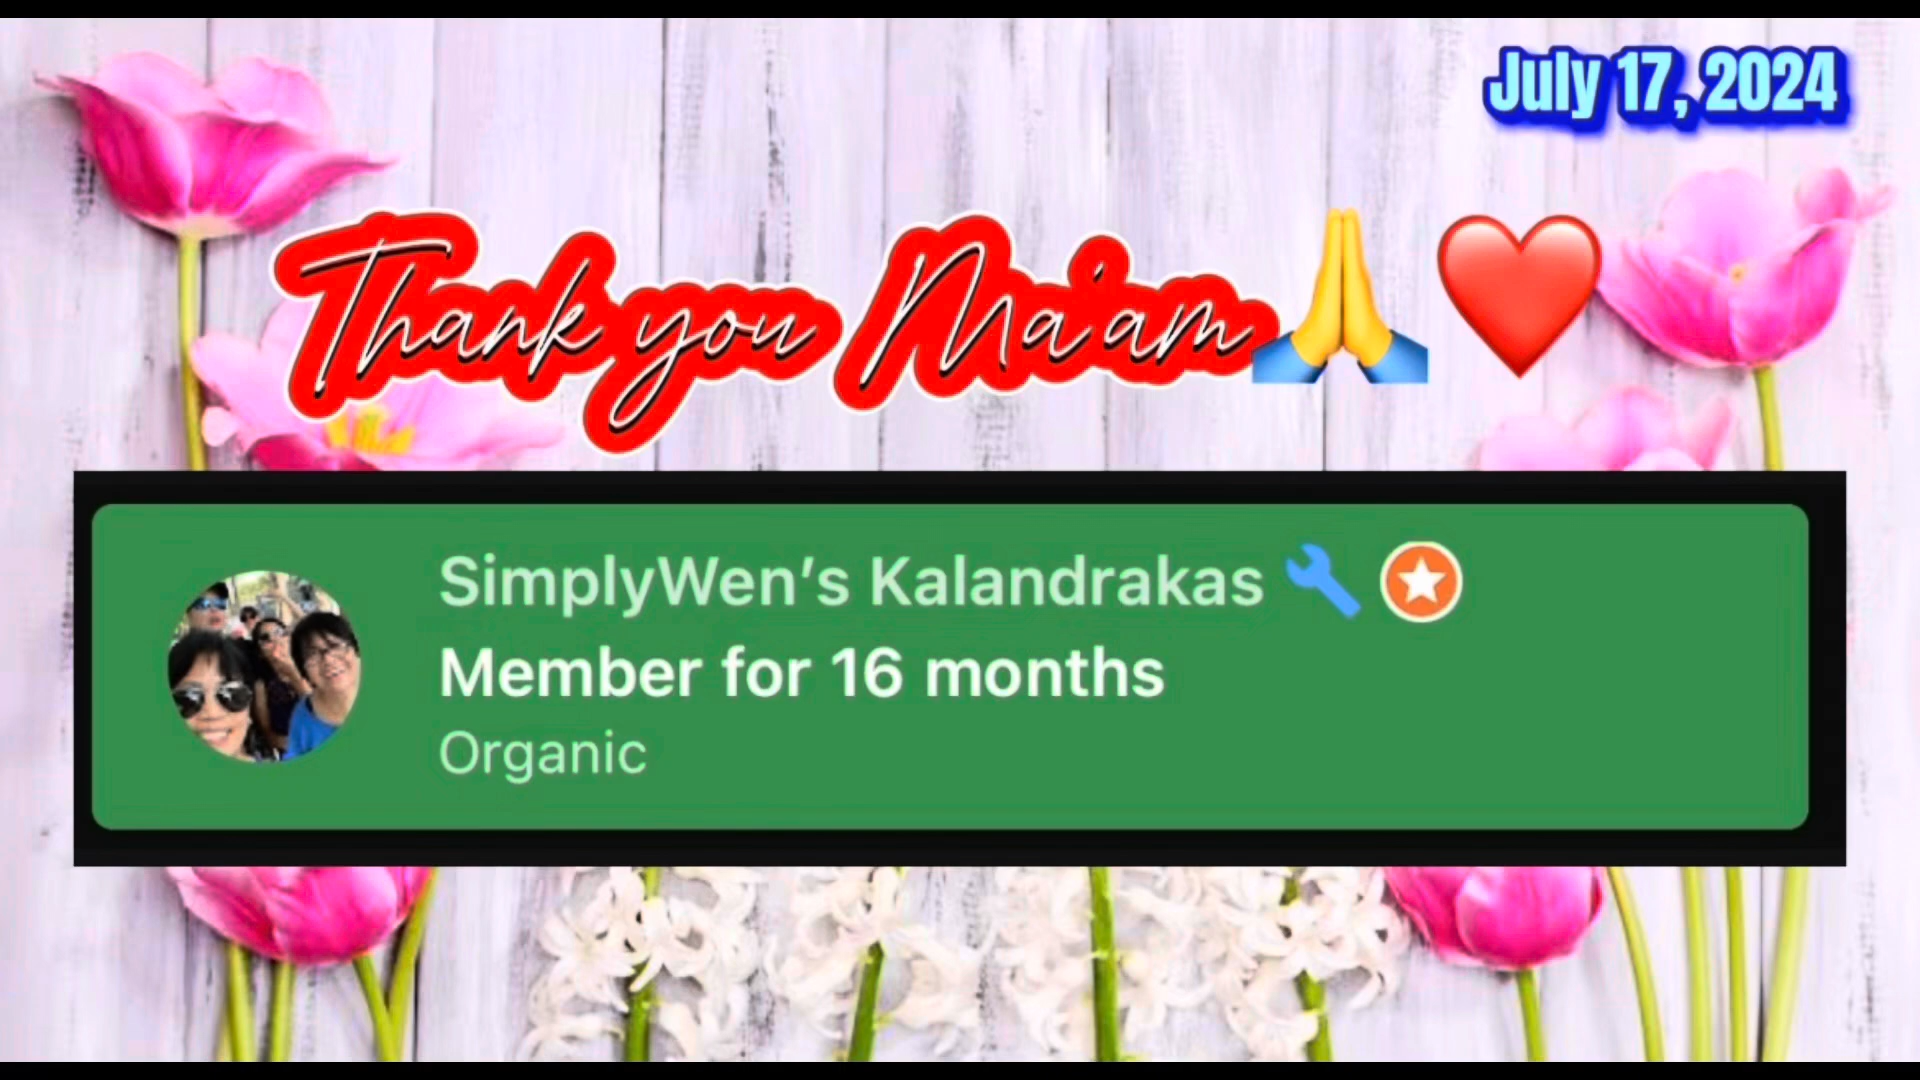 July 17, 2024
Thank you Ma'am🙏❤️
SimplyWen's Kalandrakas
Member for 16 months
Organic